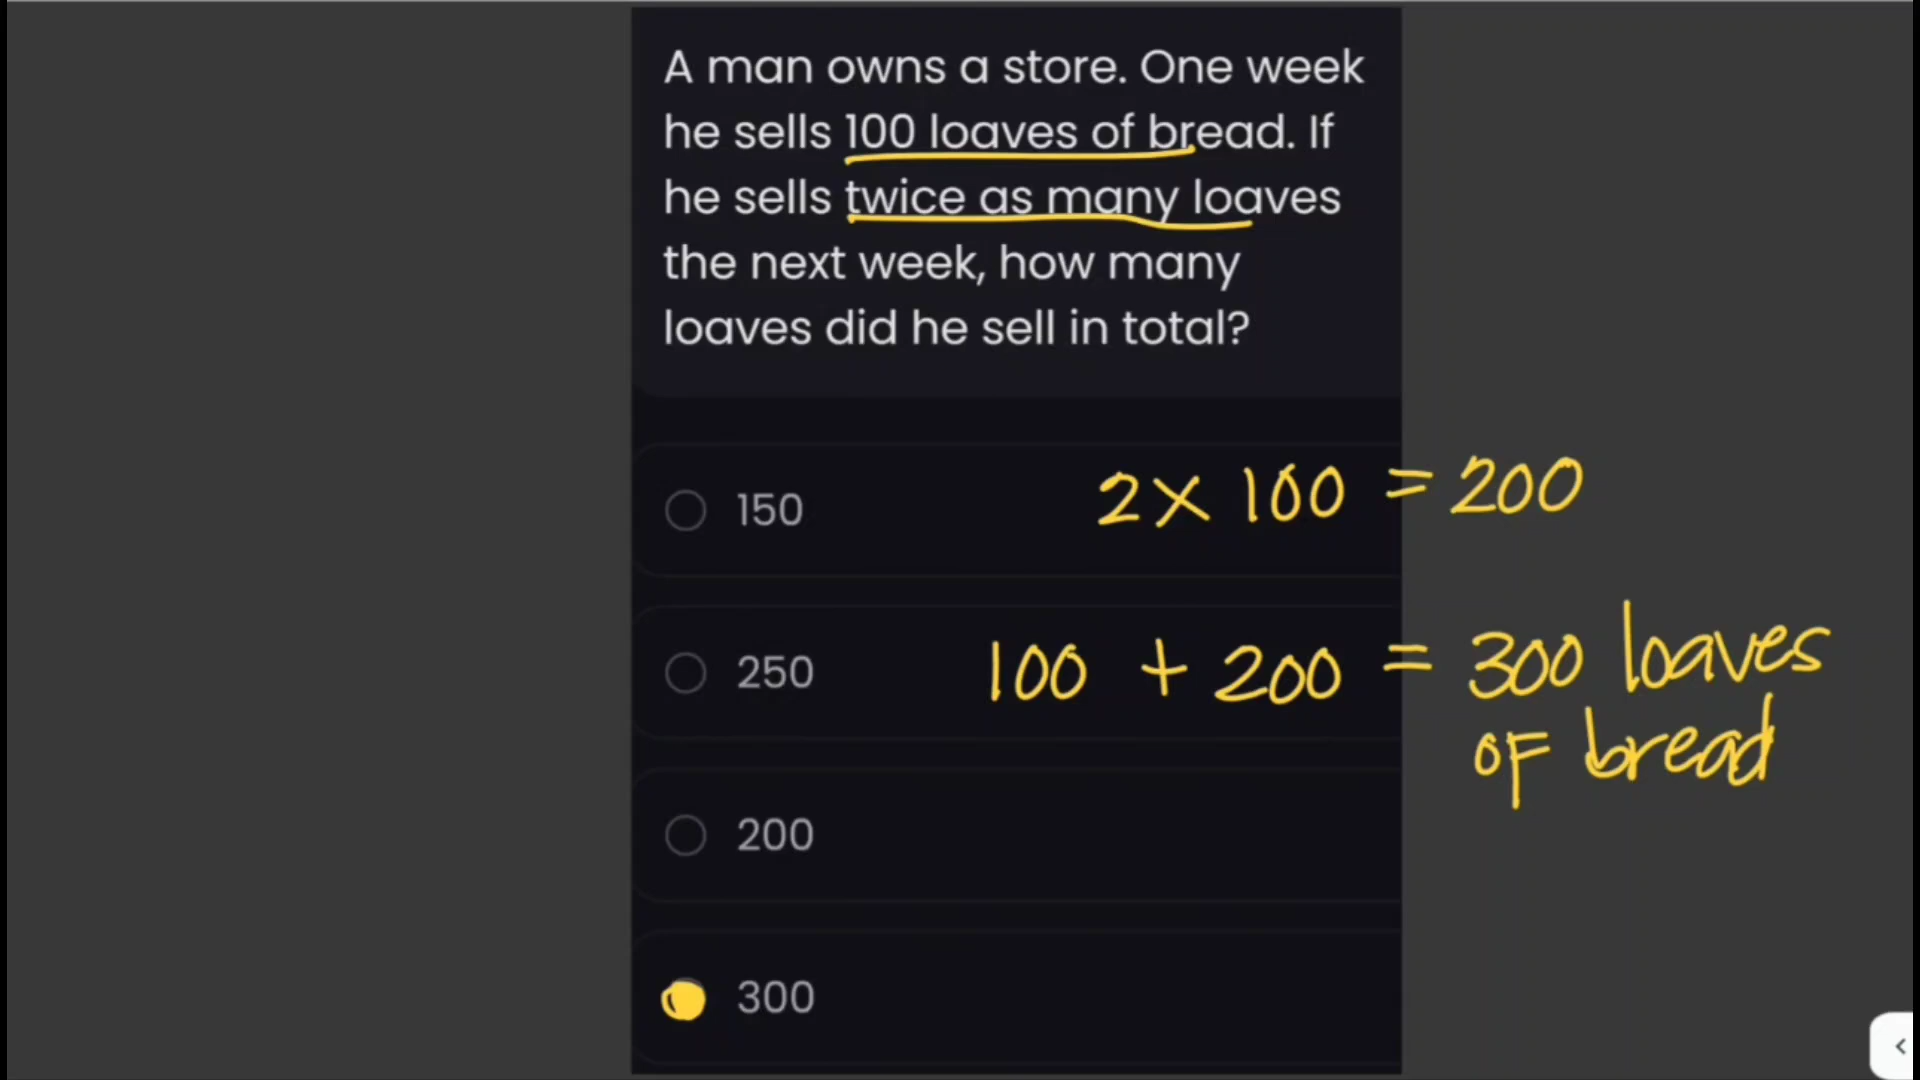 A man owns a store. One week
he sells 100 loaves of bread. If
he sells twice as many loaves
the next week, how many
loaves did he sell in total?
150
2 x 100 = 200
250
100 + 200 = 300 loaves
of bread
200
300